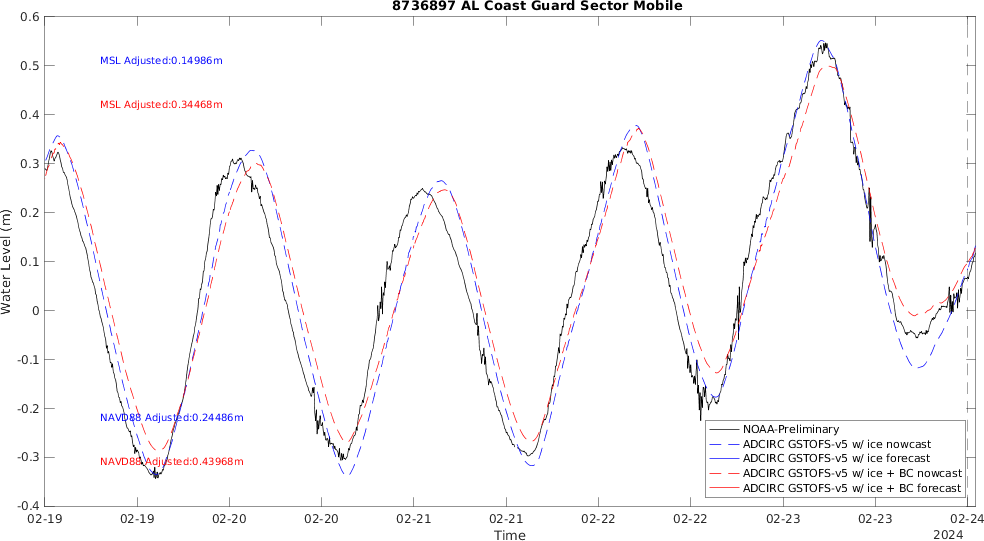 8736897 AL Coast Guard Sector Mobile
0.6
0.5
0.4
0.3
0.2
0.1
0
-0.1
-0.2
-0.3
-0.4
Water Level (m)
MSL Adjusted:0.14986m
MSL Adjusted:0.34468m
NAVD88 Adjusted:0.24486m
NAVD88 Adjusted:0.43968m
NOAA-Preliminary
ADCIRC GSTOFS-v5 w/ ice nowcast
ADCIRC GSTOFS-v5 w/ ice forecast
ADCIRC GSTOFS-v5 w/ ice + BC nowcast
ADCIRC GSTOFS-v5 w/ ice + BC forecast
02-19 02-19 02-20 02-20 02-21 02-21 02-22 02-22 02-23 02-23 02-24
Time
2024